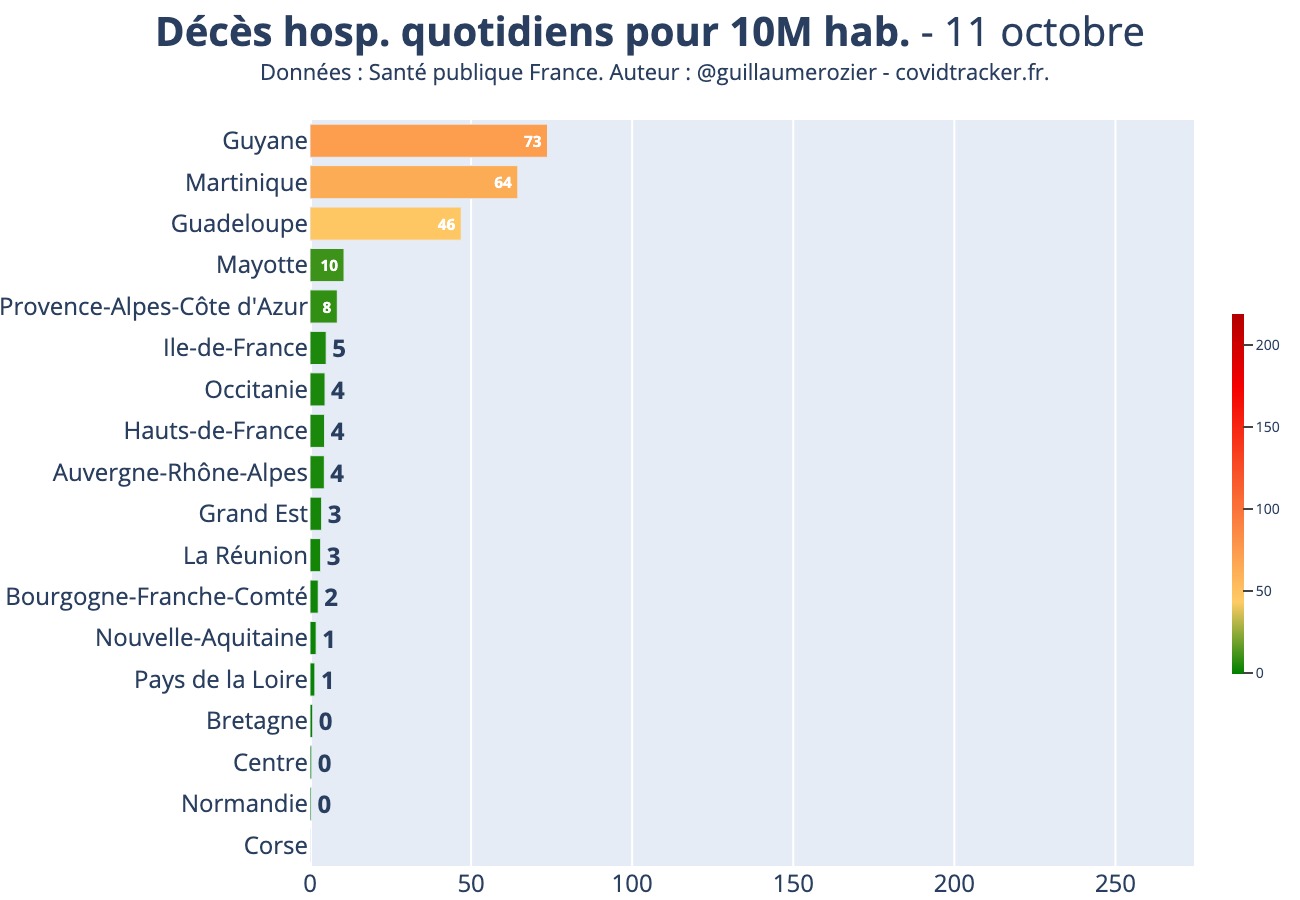 Décès hosp. quotidiens pour 10M hab. - 11 octobre
Données : Santé publique France. Auteur : @guillaumerozier - covidtracker.fr.
Guyane 73
Martinique 64
Guadeloupe 46
Mayotte 10
Provence-Alpes-Côte d'Azur 8
Ile-de-France 5
Occitanie 4
Hauts-de-France 4
Auvergne-Rhône-Alpes 4
Grand Est 3
La Réunion 3
Bourgogne-Franche-Comté 2
Nouvelle-Aquitaine 1
Pays de la Loire 1
Bretagne 0
Centre 0
Normandie 0
Corse
0 50 100 150 200 250
200
150
100
50
0